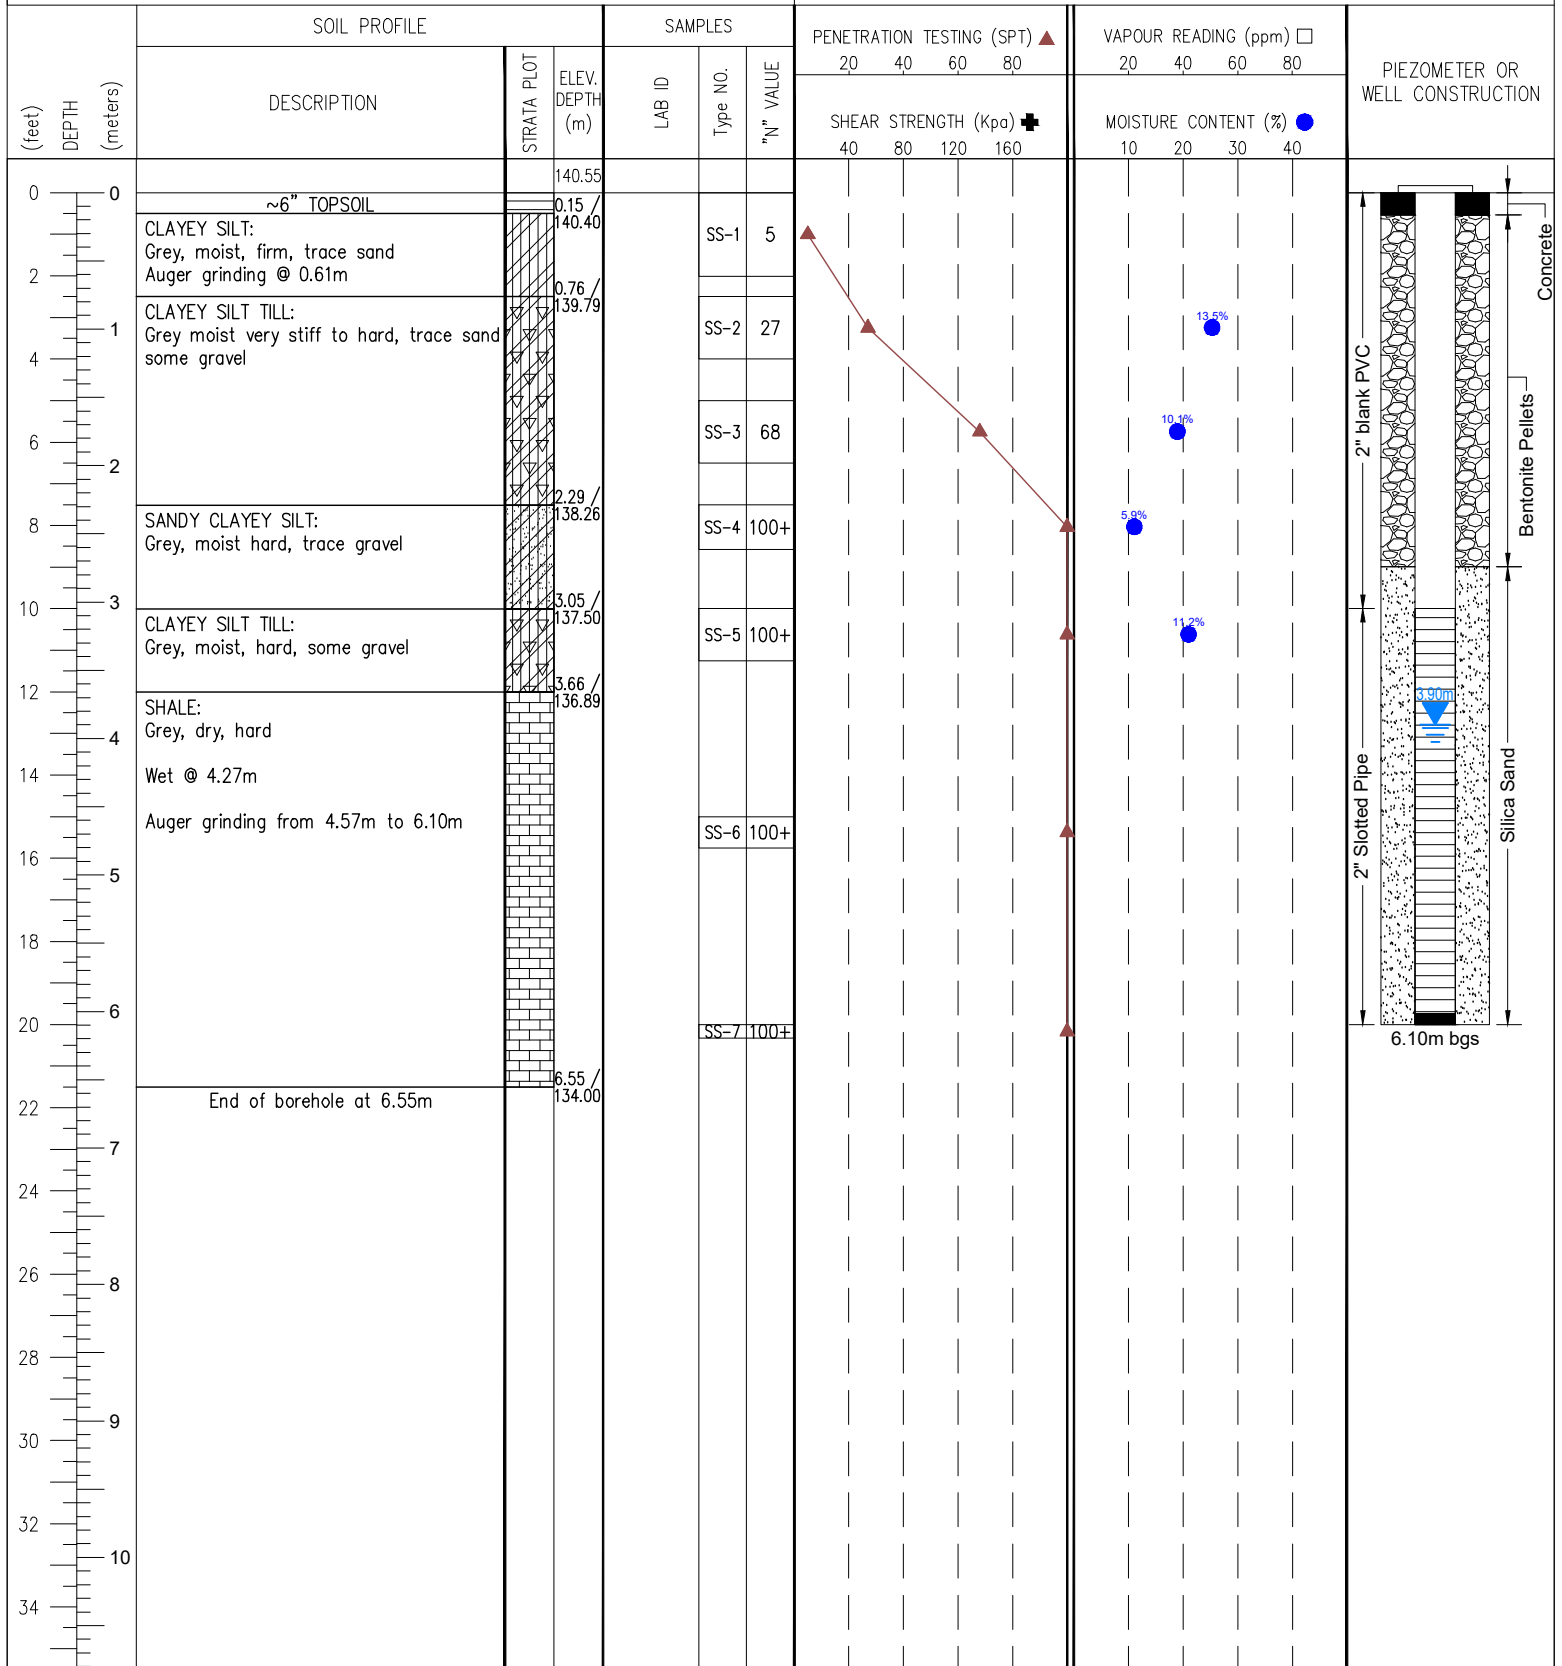 SOIL PROFILE
SAMPLES
PENETRATION TESTING (SPT)
20 40 60 80
SHEAR STRENGTH (Kpa)
40 80 120 160
VAPOUR READING (ppm)
20 40 60 80
MOISTURE CONTENT (%)
10 20 30 40
PIEZOMETER OR
WELL CONSTRUCTION
(feet)
DEPTH
(meters)
DESCRIPTION
STRATA PLOT
ELEV.
DEPTH
(m)
LAB ID
Type NO.
"N" VALUE
140.55
0 0
~6" TOPSOIL
0.15 /
140.40
CLAYEY SILT:
Grey, moist, firm, trace sand
Auger grinding @ 0.61m
SS-1 5
2
0.76 /
139.79
CLAYEY SILT TILL:
Grey moist very stiff to hard, trace sand
some gravel
1
SS-2 27
13.5%
4
SS-3 68
10.1%
6
2
2.29 /
138.26
SANDY CLAYEY SILT:
Grey, moist hard, trace gravel
8
SS-4 100+
5.9%
3
3.05 /
137.50
10
CLAYEY SILT TILL:
Grey, moist, hard, some gravel
SS-5 100+
11.2%
3.66 /
136.89
12
SHALE:
Grey, dry, hard
4
Wet @ 4.27m
14
Auger grinding from 4.57m to 6.10m
SS-6 100+
16
5
18
6
20
SS-7 100+
6.55 /
134.00
End of borehole at 6.55m
22
7
24
26
8
28
9
30
32
10
34
Concrete
2" blank PVC
Bentonite Pellets
3.90m
2" Slotted Pipe
Silica Sand
6.10m bgs